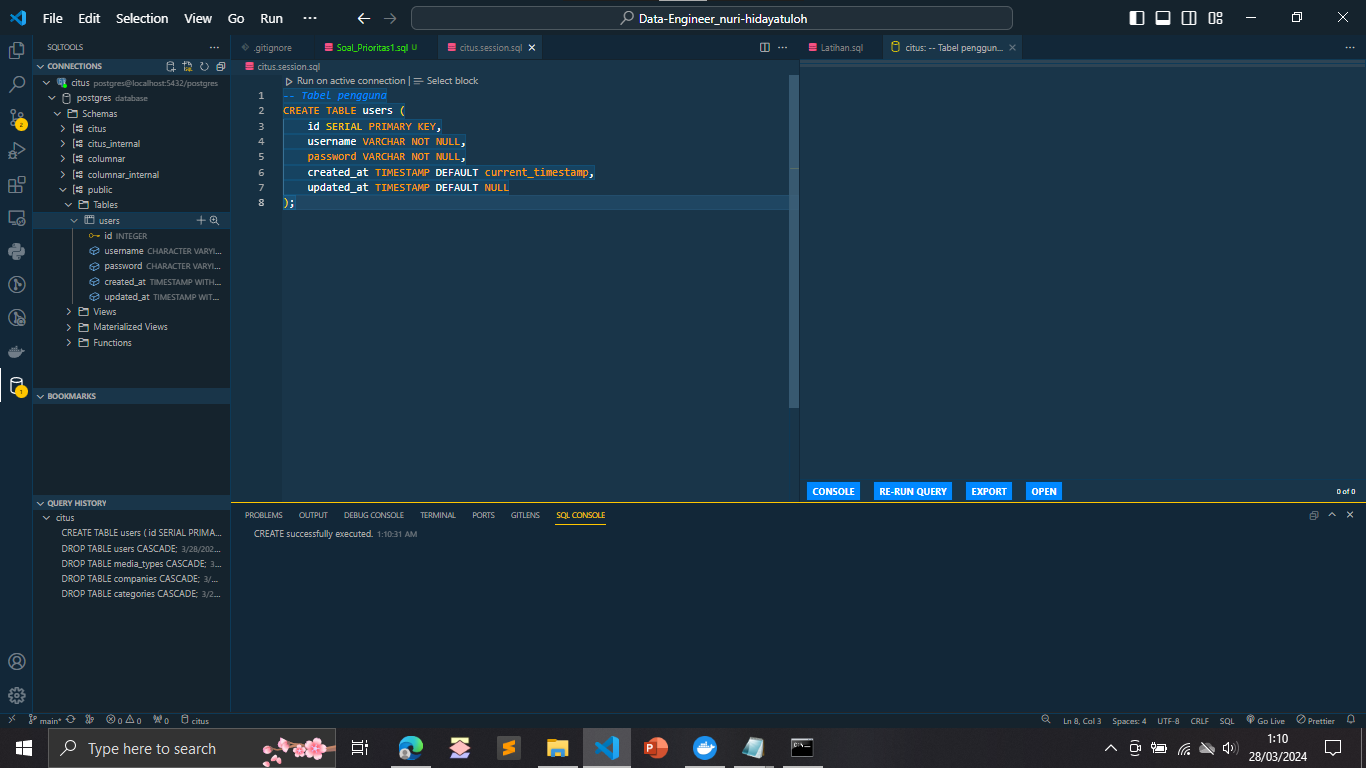 File Edit Selection View Go Run ··· Data-Engineer_nuri-hidayatuloh
SQLTOOLS ···
.gitignore Soal_Prioritas1.sql U citus.session.sql Latihan.sql citus: -- Tabel penggun... ···
CONNECTIONS
citus postgres@localhost:5432/postgres
postgres database
Schemas
citus
citus_internal
columnar
columnar_internal
public
Tables
users
id INTEGER
username CHARACTER VARYI...
password CHARACTER VARYI...
created_at TIMESTAMP WITH...
updated_at TIMESTAMP WIT...
Views
Materialized Views
Functions
BOOKMARKS
QUERY HISTORY
citus
CREATE TABLE users ( id SERIAL PRIMA...
DROP TABLE users CASCADE; 3/28/202...
DROP TABLE media_types CASCADE; 3...
DROP TABLE companies CASCADE; 3/...
DROP TABLE categories CASCADE; 3/2...
citus.session.sql
Run on active connection | Select block
1 -- Tabel pengguna
2 CREATE TABLE users (
3 id SERIAL PRIMARY KEY,
4 username VARCHAR NOT NULL,
5 password VARCHAR NOT NULL,
6 created_at TIMESTAMP DEFAULT current_timestamp,
7 updated_at TIMESTAMP DEFAULT NULL
8 );
CONSOLE RE-RUN QUERY EXPORT OPEN 0 of 0
PROBLEMS OUTPUT DEBUG CONSOLE TERMINAL PORTS GITLENS SQL CONSOLE
CREATE successfully executed. 1:10:31 AM
2
1
main* 0 0 0 citus Ln 8, Col 3 Spaces: 4 UTF-8 CRLF SQL Go Live Prettier
Type here to search
1:10
28/03/2024